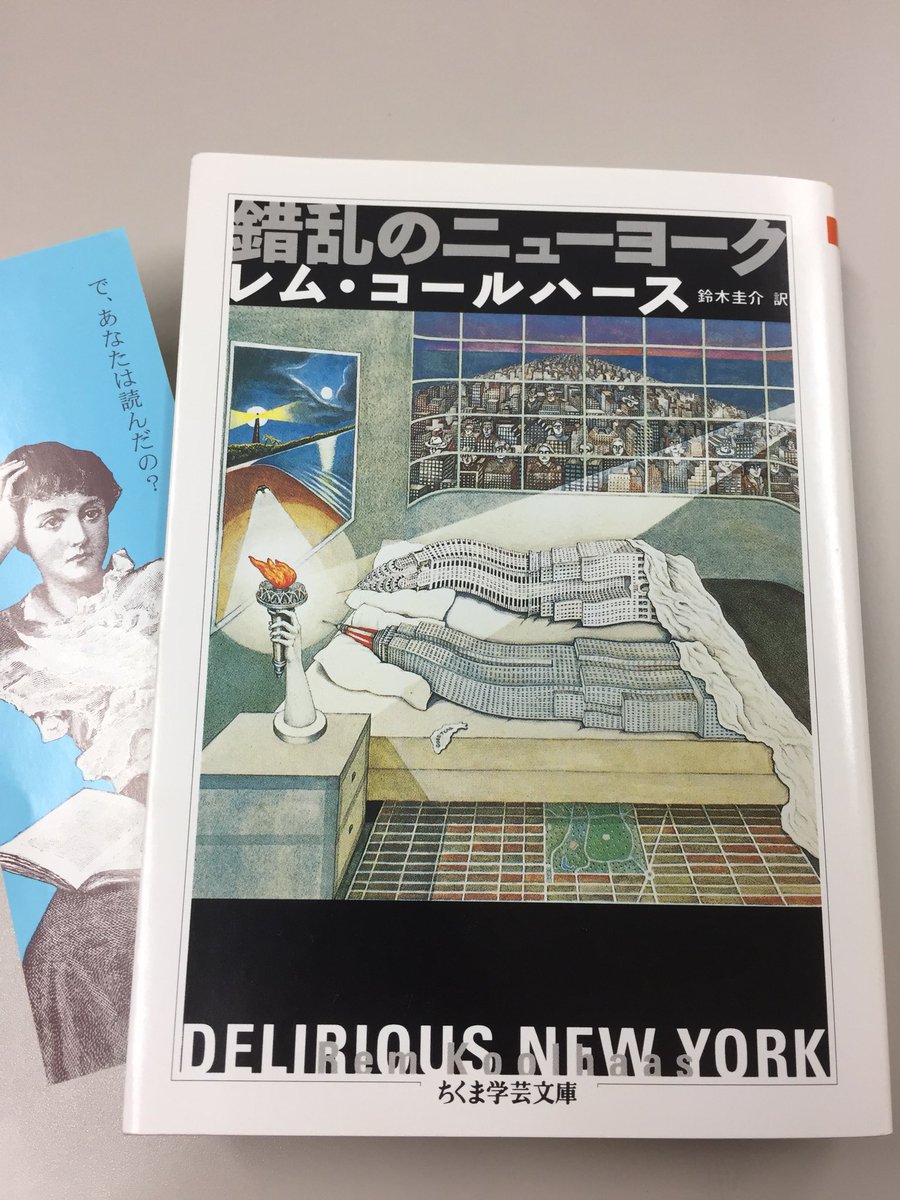 で、あなたは読んだの?
錯乱のニューヨーク
レム・コールハース 鈴木圭介 訳
DELIRIOUS NEW YORK
Rem Koolhaas
ちくま学芸文庫